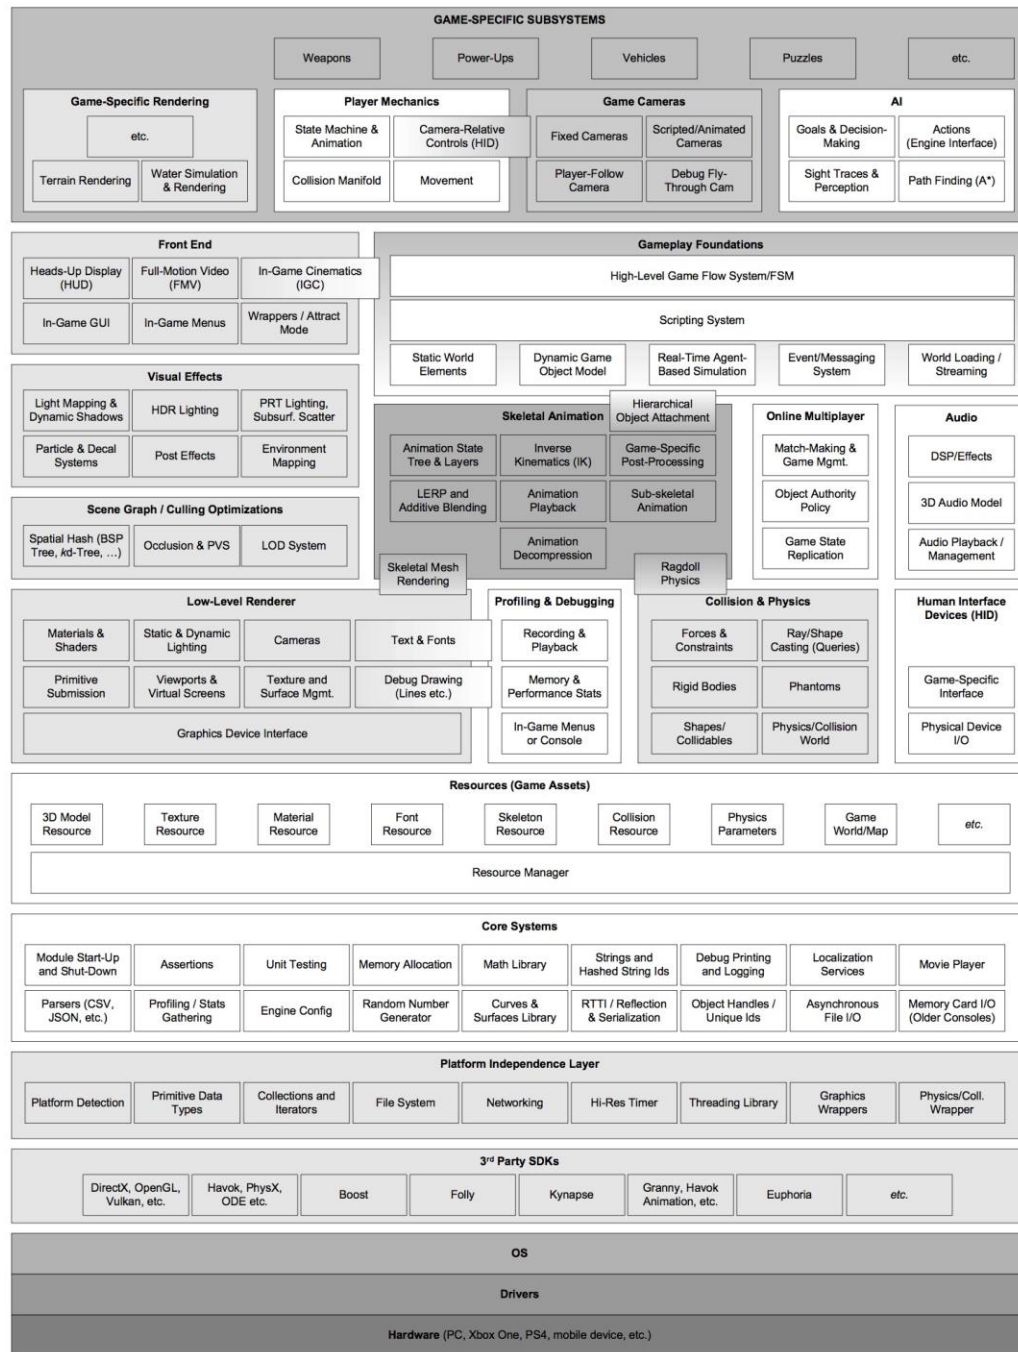 GAME-SPECIFIC SUBSYSTEMS
Weapons
Power-Ups
Vehicles
Puzzles
etc.
Game-Specific Rendering
etc.
Terrain Rendering
Water Simulation
& Rendering
Player Mechanics
State Machine &
Animation
Camera-Relative
Controls (HID)
Collision Manifold
Movement
Game Cameras
Fixed Cameras
Scripted/Animated
Cameras
Player-Follow
Camera
Debug Fly-
Through Cam
AI
Goals & Decision-
Making
Actions
(Engine Interface)
Sight Traces &
Perception
Path Finding (A*)
Front End
Heads-Up Display
(HUD)
Full-Motion Video
(FMV)
In-Game Cinematics
(IGC)
In-Game GUI
In-Game Menus
Wrappers / Attract
Mode
Gameplay Foundations
High-Level Game Flow System/FSM
Scripting System
Static World
Elements
Dynamic Game
Object Model
Real-Time Agent-
Based Simulation
Event/Messaging
System
World Loading /
Streaming
Visual Effects
Light Mapping &
Dynamic Shadows
HDR Lighting
PRT Lighting,
Subsurf. Scatter
Particle & Decal
Systems
Post Effects
Environment
Mapping
Skeletal Animation
Hierarchical
Object Attachment
Animation State
Tree & Layers
Inverse
Kinematics (IK)
Game-Specific
Post-Processing
LERP and
Additive Blending
Animation
Playback
Sub-skeletal
Animation
Animation
Decompression
Skeletal Mesh
Rendering
Ragdoll
Physics
Online Multiplayer
Match-Making &
Game Mgmt.
Object Authority
Policy
Game State
Replication
Audio
DSP/Effects
3D Audio Model
Audio Playback /
Management
Scene Graph / Culling Optimizations
Spatial Hash (BSP
Tree, kd-Tree, …)
Occlusion & PVS
LOD System
Low-Level Renderer
Materials &
Shaders
Static & Dynamic
Lighting
Cameras
Text & Fonts
Primitive
Submission
Viewports &
Virtual Screens
Texture and
Surface Mgmt.
Debug Drawing
(Lines etc.)
Graphics Device Interface
Profiling & Debugging
Recording &
Playback
Memory &
Performance Stats
In-Game Menus
or Console
Collision & Physics
Forces &
Constraints
Ray/Shape
Casting (Queries)
Rigid Bodies
Phantoms
Shapes/
Collidables
Physics/Collision
World
Human Interface
Devices (HID)
Game-Specific
Interface
Physical Device
I/O
Resources (Game Assets)
3D Model
Resource
Texture
Resource
Material
Resource
Font
Resource
Skeleton
Resource
Collision
Resource
Physics
Parameters
Game
World/Map
etc.
Resource Manager
Core Systems
Module Start-Up
and Shut-Down
Assertions
Unit Testing
Memory Allocation
Math Library
Strings and
Hashed String Ids
Debug Printing
and Logging
Localization
Services
Movie Player
Parsers (CSV,
JSON, etc.)
Profiling / Stats
Gathering
Engine Config
Random Number
Generator
Curves &
Surfaces Library
RTTI / Reflection
& Serialization
Object Handles /
Unique Ids
Asynchronous
File I/O
Memory Card I/O
(Older Consoles)
Platform Independence Layer
Platform Detection
Primitive Data
Types
Collections and
Iterators
File System
Networking
Hi-Res Timer
Threading Library
Graphics
Wrappers
Physics/Coll.
Wrapper
3rd Party SDKs
DirectX, OpenGL,
Vulkan, etc.
Havok, PhysX,
ODE etc.
Boost
Folly
Kynapse
Granny, Havok
Animation, etc.
Euphoria
etc.
OS
Drivers
Hardware (PC, Xbox One, PS4, mobile device, etc.)